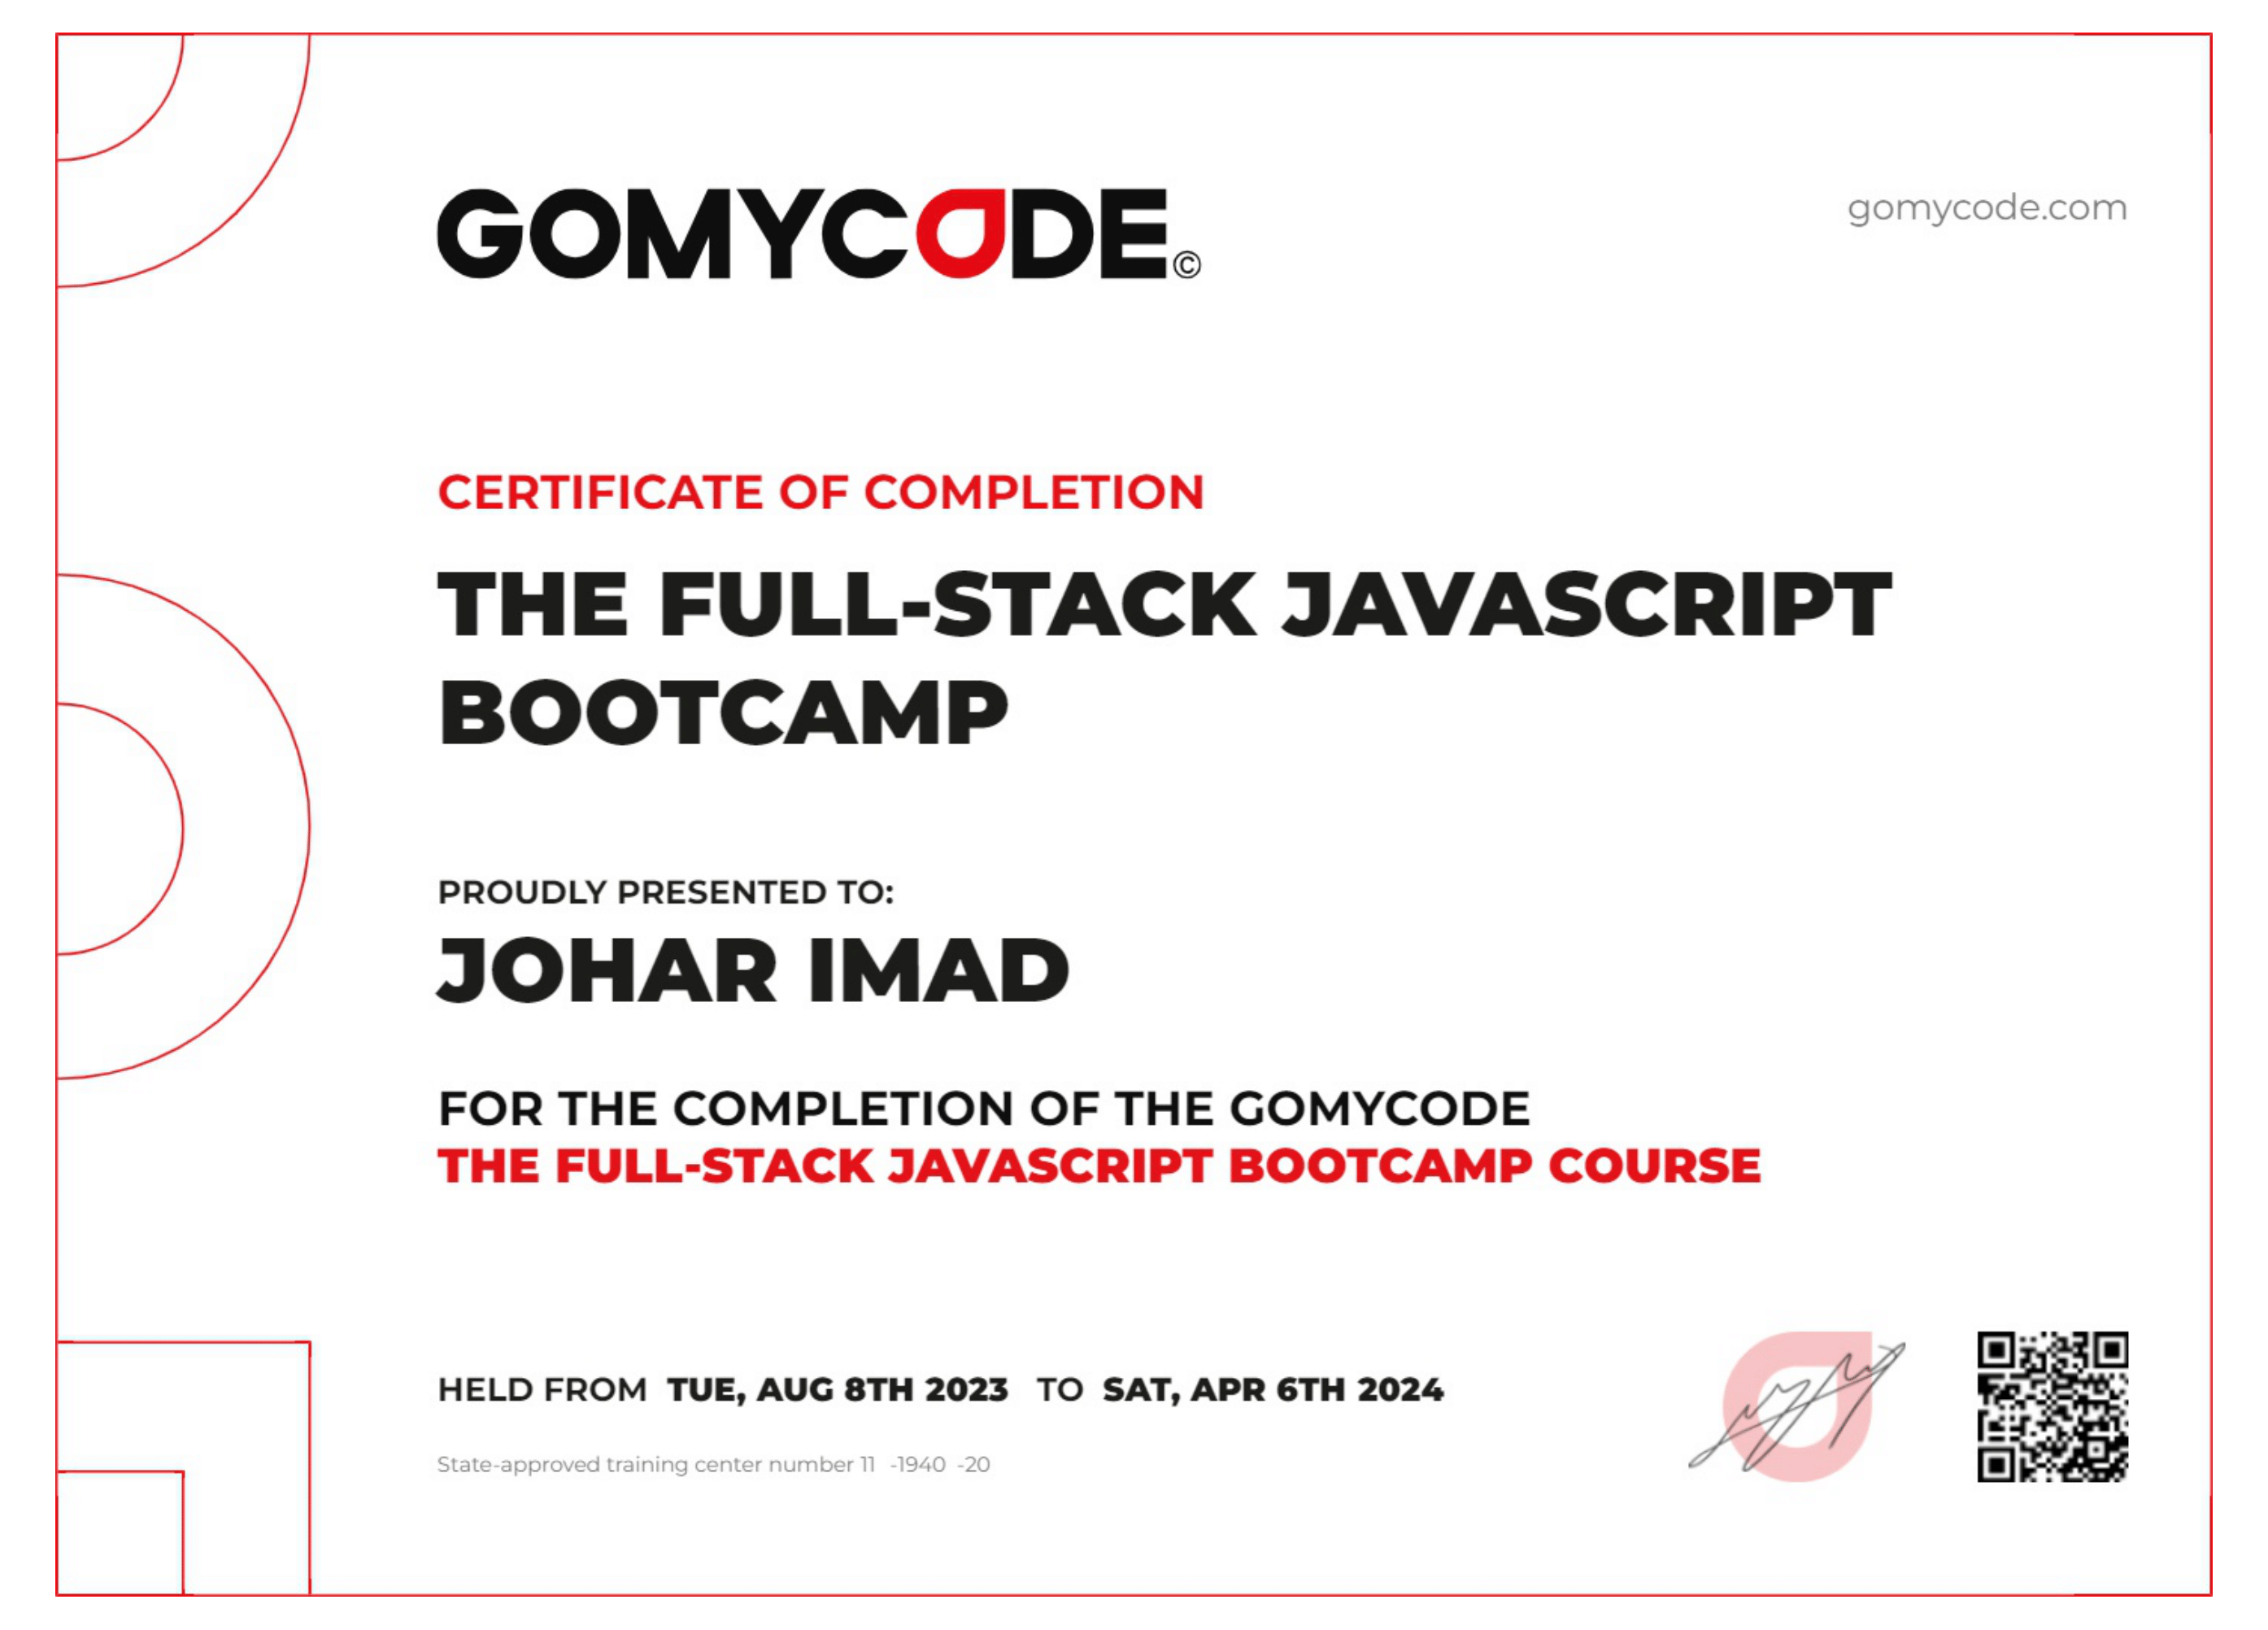 GOMYCODE©
gomycode.com
CERTIFICATE OF COMPLETION
THE FULL-STACK JAVASCRIPT
BOOTCAMP
PROUDLY PRESENTED TO:
JOHAR IMAD
FOR THE COMPLETION OF THE GOMYCODE
THE FULL-STACK JAVASCRIPT BOOTCAMP COURSE
HELD FROM TUE, AUG 8TH 2023 TO SAT, APR 6TH 2024
State-approved training center number 11 -1940 -20